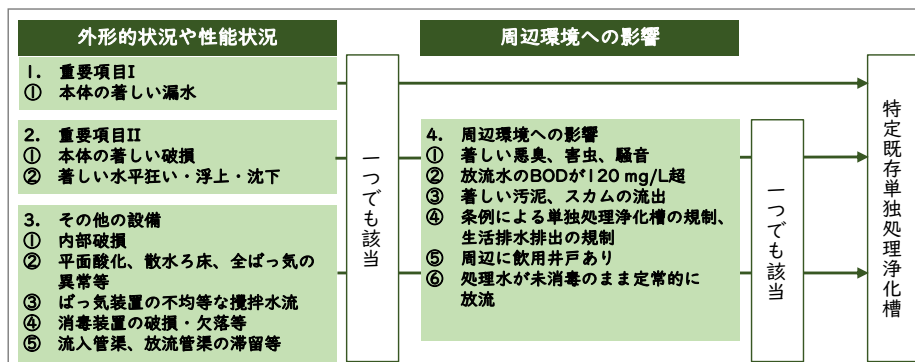 外形的状況や性能状況
周辺環境への影響
1. 重要項目I
① 本体の著しい漏水
2. 重要項目II
① 本体の著しい破損
② 著しい水平狂い・浮上・沈下
3. その他の設備
① 内部破損
② 平面酸化、散水ろ床、全ばっ気の
異常等
③ ばっ気装置の不均等な攪拌水流
④ 消毒装置の破損・欠落等
⑤ 流入管渠、放流管渠の滞留等
一つでも該当
4. 周辺環境への影響
① 著しい悪臭、害虫、騒音
② 放流水のBODが120 mg/L超
③ 著しい汚泥、スカムの流出
④ 条例による単独処理浄化槽の規制、
生活排水排出の規制
⑤ 周辺に飲用井戸あり
⑥ 処理水が未消毒のまま定常的に
放流
一つでも該当
特定既存単独処理浄化槽